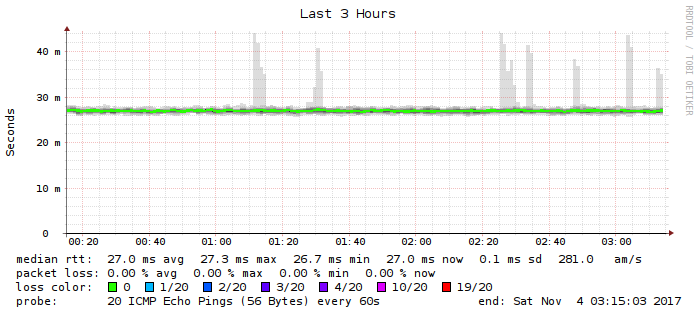 Last 3 Hours
RRDTOOL / TOBI OETIKER
Seconds
40 m
30 m
20 m
10 m
0
00:20 00:40 01:00 01:20 01:40 02:00 02:20 02:40 03:00
median rtt: 27.0 ms avg 27.3 ms max 26.7 ms min 27.0 ms now 0.1 ms sd 281.0 am/s
packet loss: 0.00 % avg 0.00 % max 0.00 % min 0.00 % now
loss color: 0 1/20 2/20 3/20 4/20 10/20 19/20
probe: 20 ICMP Echo Pings (56 Bytes) every 60s end: Sat Nov 4 03:15:03 2017